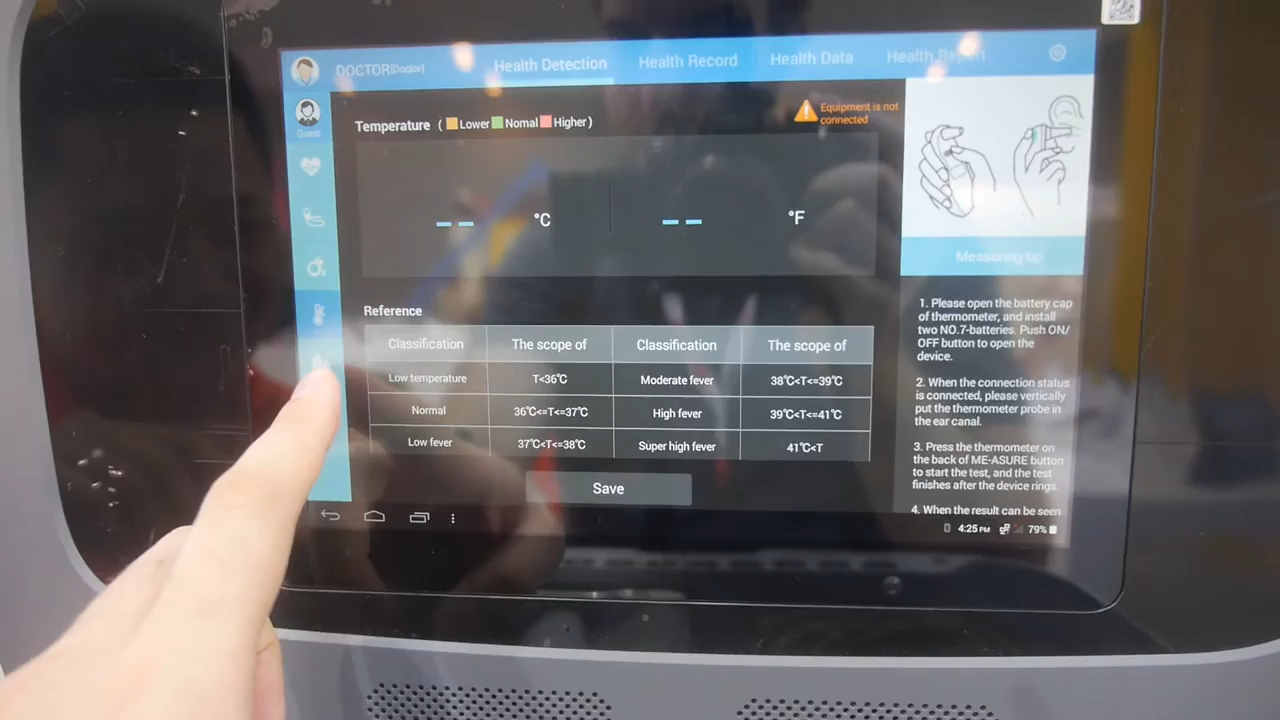 DOCTOR[Doctor]
Health Detection
Health Record
Health Data
Health Report
Guest
Temperature ( Lower Nomal Higher )
Equipment is not
connected
-- °C
-- °F
Measuring up
Reference
Classification The scope of Classification The scope of
Low temperature T<36℃ Moderate fever 38℃<T<=39℃
Normal 36℃<=T<=37℃ High fever 39℃<T<=41℃
Low fever 37℃<T<=38℃ Super high fever 41℃<T
Save
1. Please open the battery cap
of thermometer, and install
two NO.7-batteries. Push ON/
OFF button to open the
device.
2. When the connection status
is connected, please vertically
put the thermometer probe in
the ear canal.
3. Press the thermometer on
the back of ME-ASURE button
to start the test, and the test
finishes after the device rings.
4. When the result can be seen
4:25 PM 79%